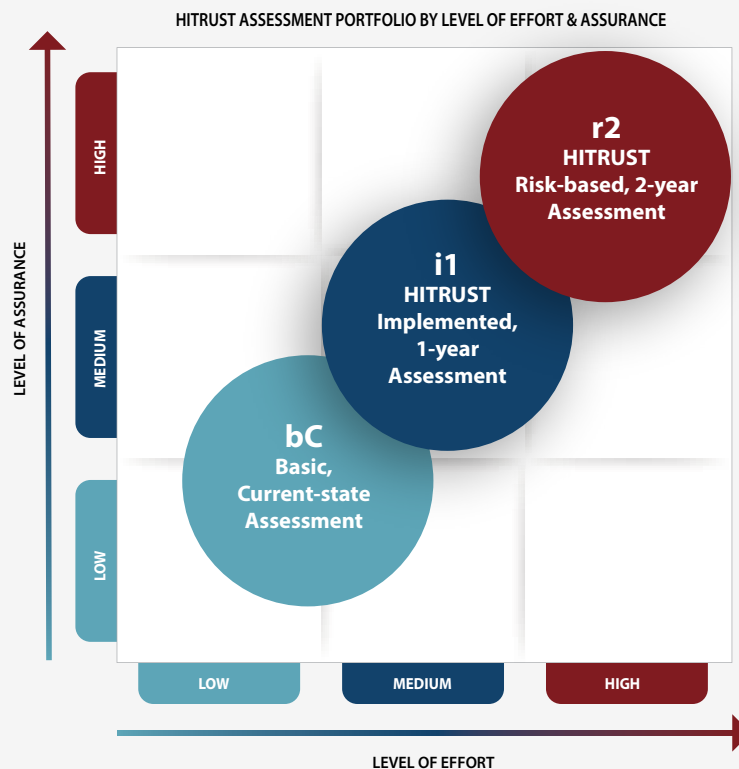 HITRUST ASSESSMENT PORTFOLIO BY LEVEL OF EFFORT & ASSURANCE
LEVEL OF ASSURANCE
HIGH
MEDIUM
LOW
r2
HITRUST
Risk-based, 2-year
Assessment
i1
HITRUST
Implemented,
1-year
Assessment
bC
Basic,
Current-state
Assessment
LOW
MEDIUM
HIGH
LEVEL OF EFFORT